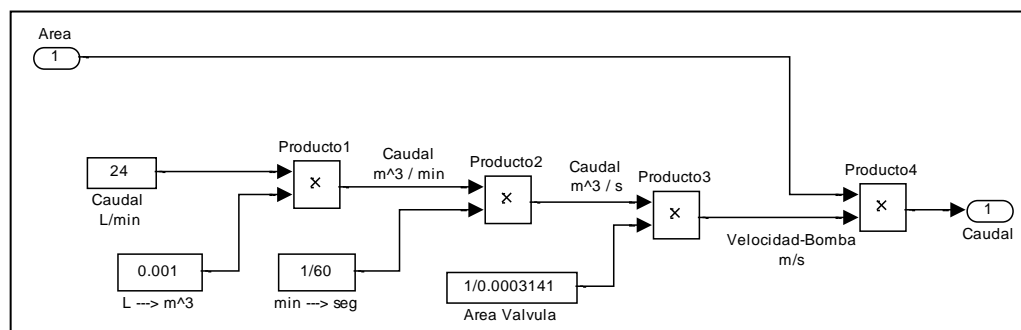 Area
1
Producto1
24
Caudal
L/min
Caudal
m^3 / min
Producto2
Caudal
m^3 / s
Producto3
Producto4
1
Caudal
Velocidad-Bomba
m/s
0.001
L ---> m^3
1/60
min ---> seg
1/0.0003141
Area Valvula
x
x
x
x